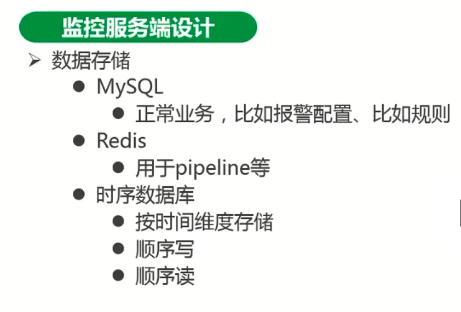 监控服务端设计
➢ 数据存储
● MySQL
● 正常业务，比如报警配置、比如规则
● Redis
● 用于pipeline等
● 时序数据库
● 按时间维度存储
● 顺序写
● 顺序读